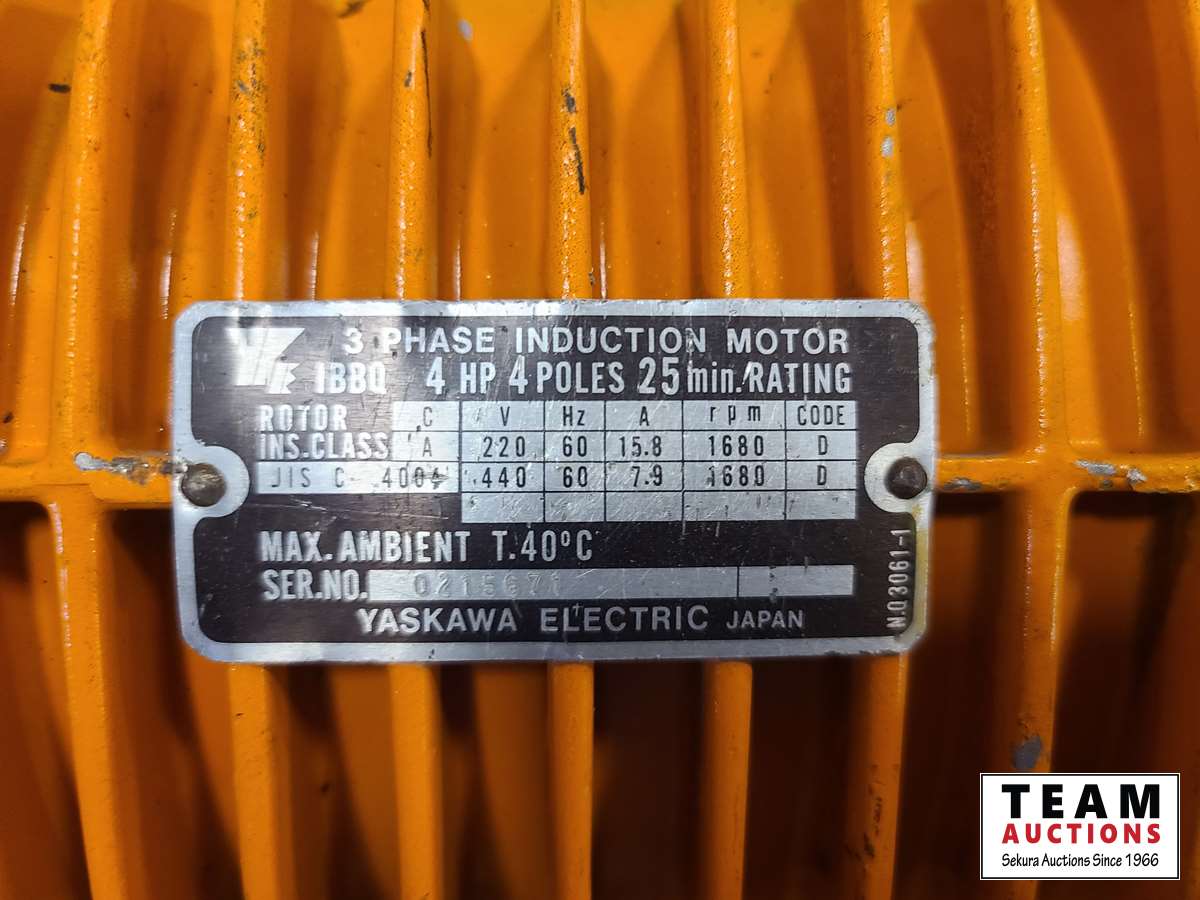 3 PHASE INDUCTION MOTOR
IBBQ 4 HP 4 POLES 25 min. RATING
ROTOR C V Hz A rpm CODE
INS.CLASS A 220 60 15.8 1680 D
JIS C 4004 440 60 7.9 1680 D
MAX. AMBIENT T. 40°C
SER.NO. 0215671
YASKAWA ELECTRIC JAPAN
N.Q3061-1
TEAM
AUCTIONS
Sekura Auctions Since 1966